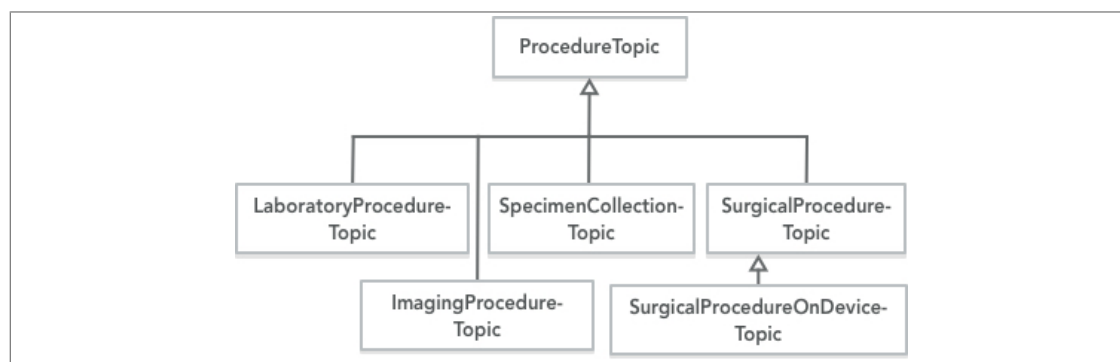 ProcedureTopic
LaboratoryProcedure-
Topic
SpecimenCollection-
Topic
SurgicalProcedure-
Topic
ImagingProcedure-
Topic
SurgicalProcedureOnDevice-
Topic